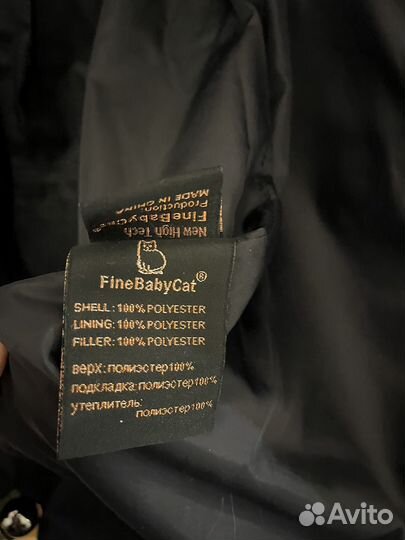 FineBabyCat®
SHELL: 100% POLYESTER
LINING: 100% POLYESTER
FILLER: 100% POLYESTER
верх: полиэстер100%
подкладка:полиэстер100%
утеплитель:
полиэстер100%
New High Tech
FineBabyCat
Production
MADE IN CHINA
Avito